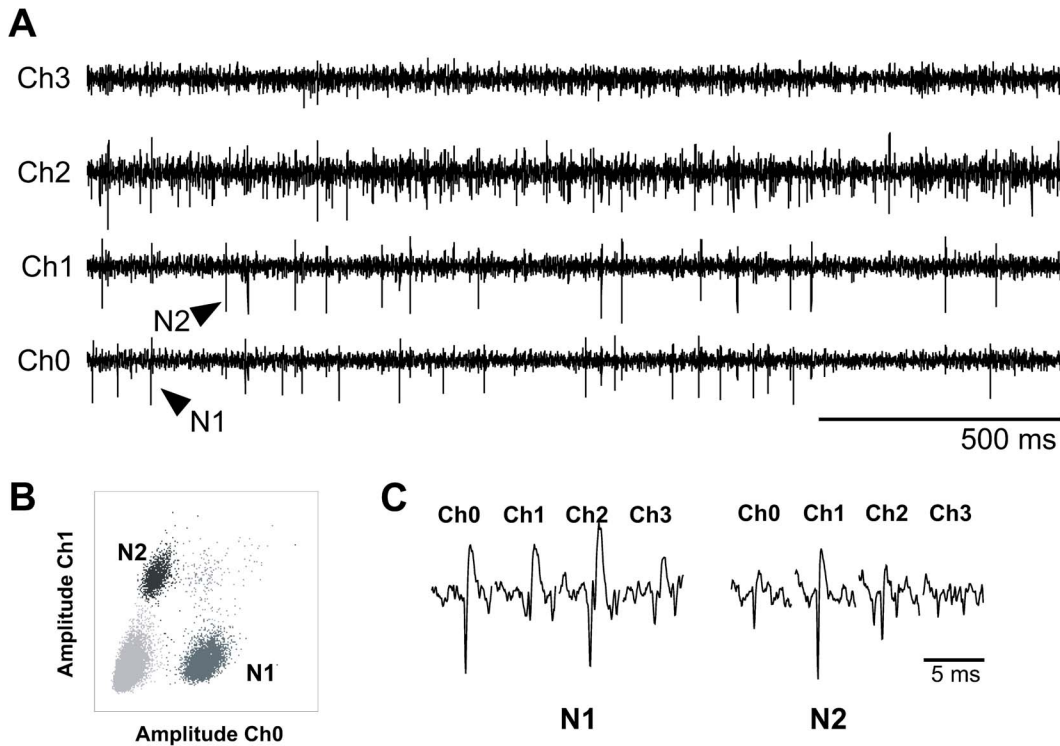 A
Ch3
Ch2
Ch1
N2
Ch0
N1
500 ms
B
N2
N1
Amplitude Ch1
Amplitude Ch0
C
Ch0 Ch1 Ch2 Ch3
Ch0 Ch1 Ch2 Ch3
5 ms
N1
N2